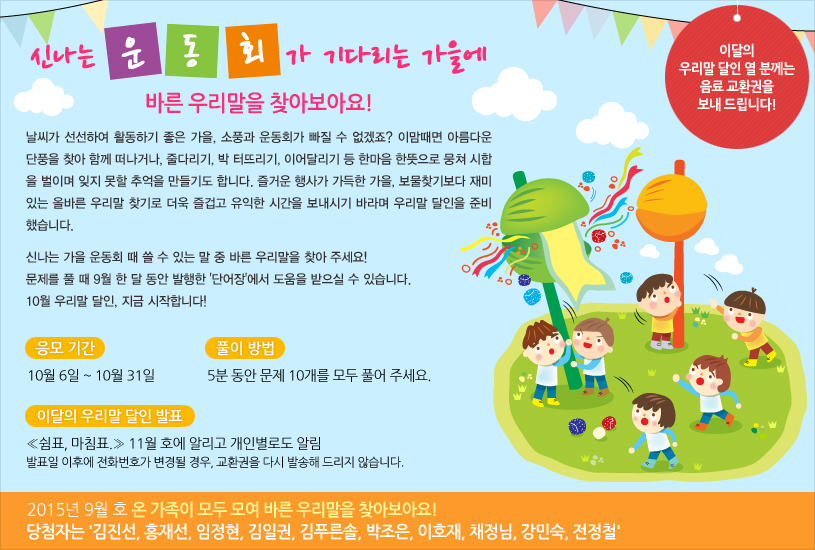 신나는 운동회가 기다리는 가을에
바른 우리말을 찾아보아요!
이달의
우리말 달인 열 분께는
음료 교환권을
보내 드립니다!
날씨가 선선하여 활동하기 좋은 가을, 소풍과 운동회가 빠질 수 없겠죠? 이맘때면 아름다운
단풍을 찾아 함께 떠나거나, 줄다리기, 박 터뜨리기, 이어달리기 등 한마음 한뜻으로 뭉쳐 시합
을 벌이며 잊지 못할 추억을 만들기도 합니다. 즐거운 행사가 가득한 가을, 보물찾기보다 재미
있는 올바른 우리말 찾기로 더욱 즐겁고 유익한 시간을 보내시기 바라며 우리말 달인을 준비
했습니다.
신나는 가을 운동회 때 쓸 수 있는 말 중 바른 우리말을 찾아 주세요!
문제를 풀 때 9월 한 달 동안 발행한 '단어장'에서 도움을 받으실 수 있습니다.
10월 우리말 달인, 지금 시작합니다!
응모 기간
10월 6일 ~ 10월 31일
풀이 방법
5분 동안 문제 10개를 모두 풀어 주세요.
이달의 우리말 달인 발표
≪쉼표, 마침표.≫ 11월 호에 알리고 개인별로도 알림
발표일 이후에 전화번호가 변경될 경우, 교환권을 다시 발송해 드리지 않습니다.
2015년 9월 호 온 가족이 모두 모여 바른 우리말을 찾아보아요!
당첨자는 '김진선, 홍재선, 임정현, 김일권, 김푸른솔, 박조은, 이호재, 채정님, 강민숙, 전정철'